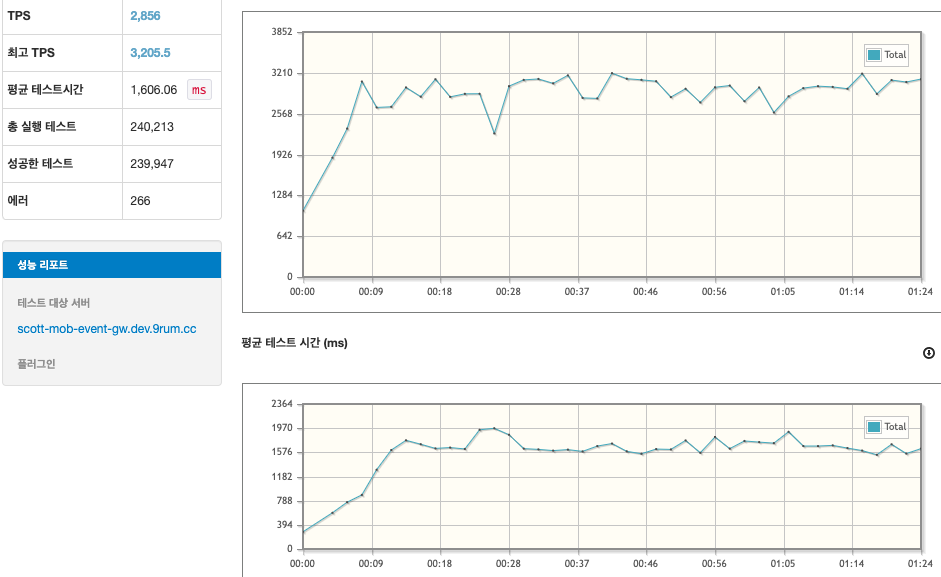 TPS 2,856
최고 TPS 3,205.5
평균 테스트시간 1,606.06 ms
총 실행 테스트 240,213
성공한 테스트 239,947
에러 266
성능 리포트
테스트 대상 서버
scott-mob-event-gw.dev.9rum.cc
플러그인
3852
3210
2568
1926
1284
642
0
Total
00:00 00:09 00:18 00:28 00:37 00:46 00:56 01:05 01:14 01:24
평균 테스트 시간 (ms)
2364
1970
1576
1182
788
394
0
Total
00:00 00:09 00:18 00:28 00:37 00:46 00:56 01:05 01:14 01:24